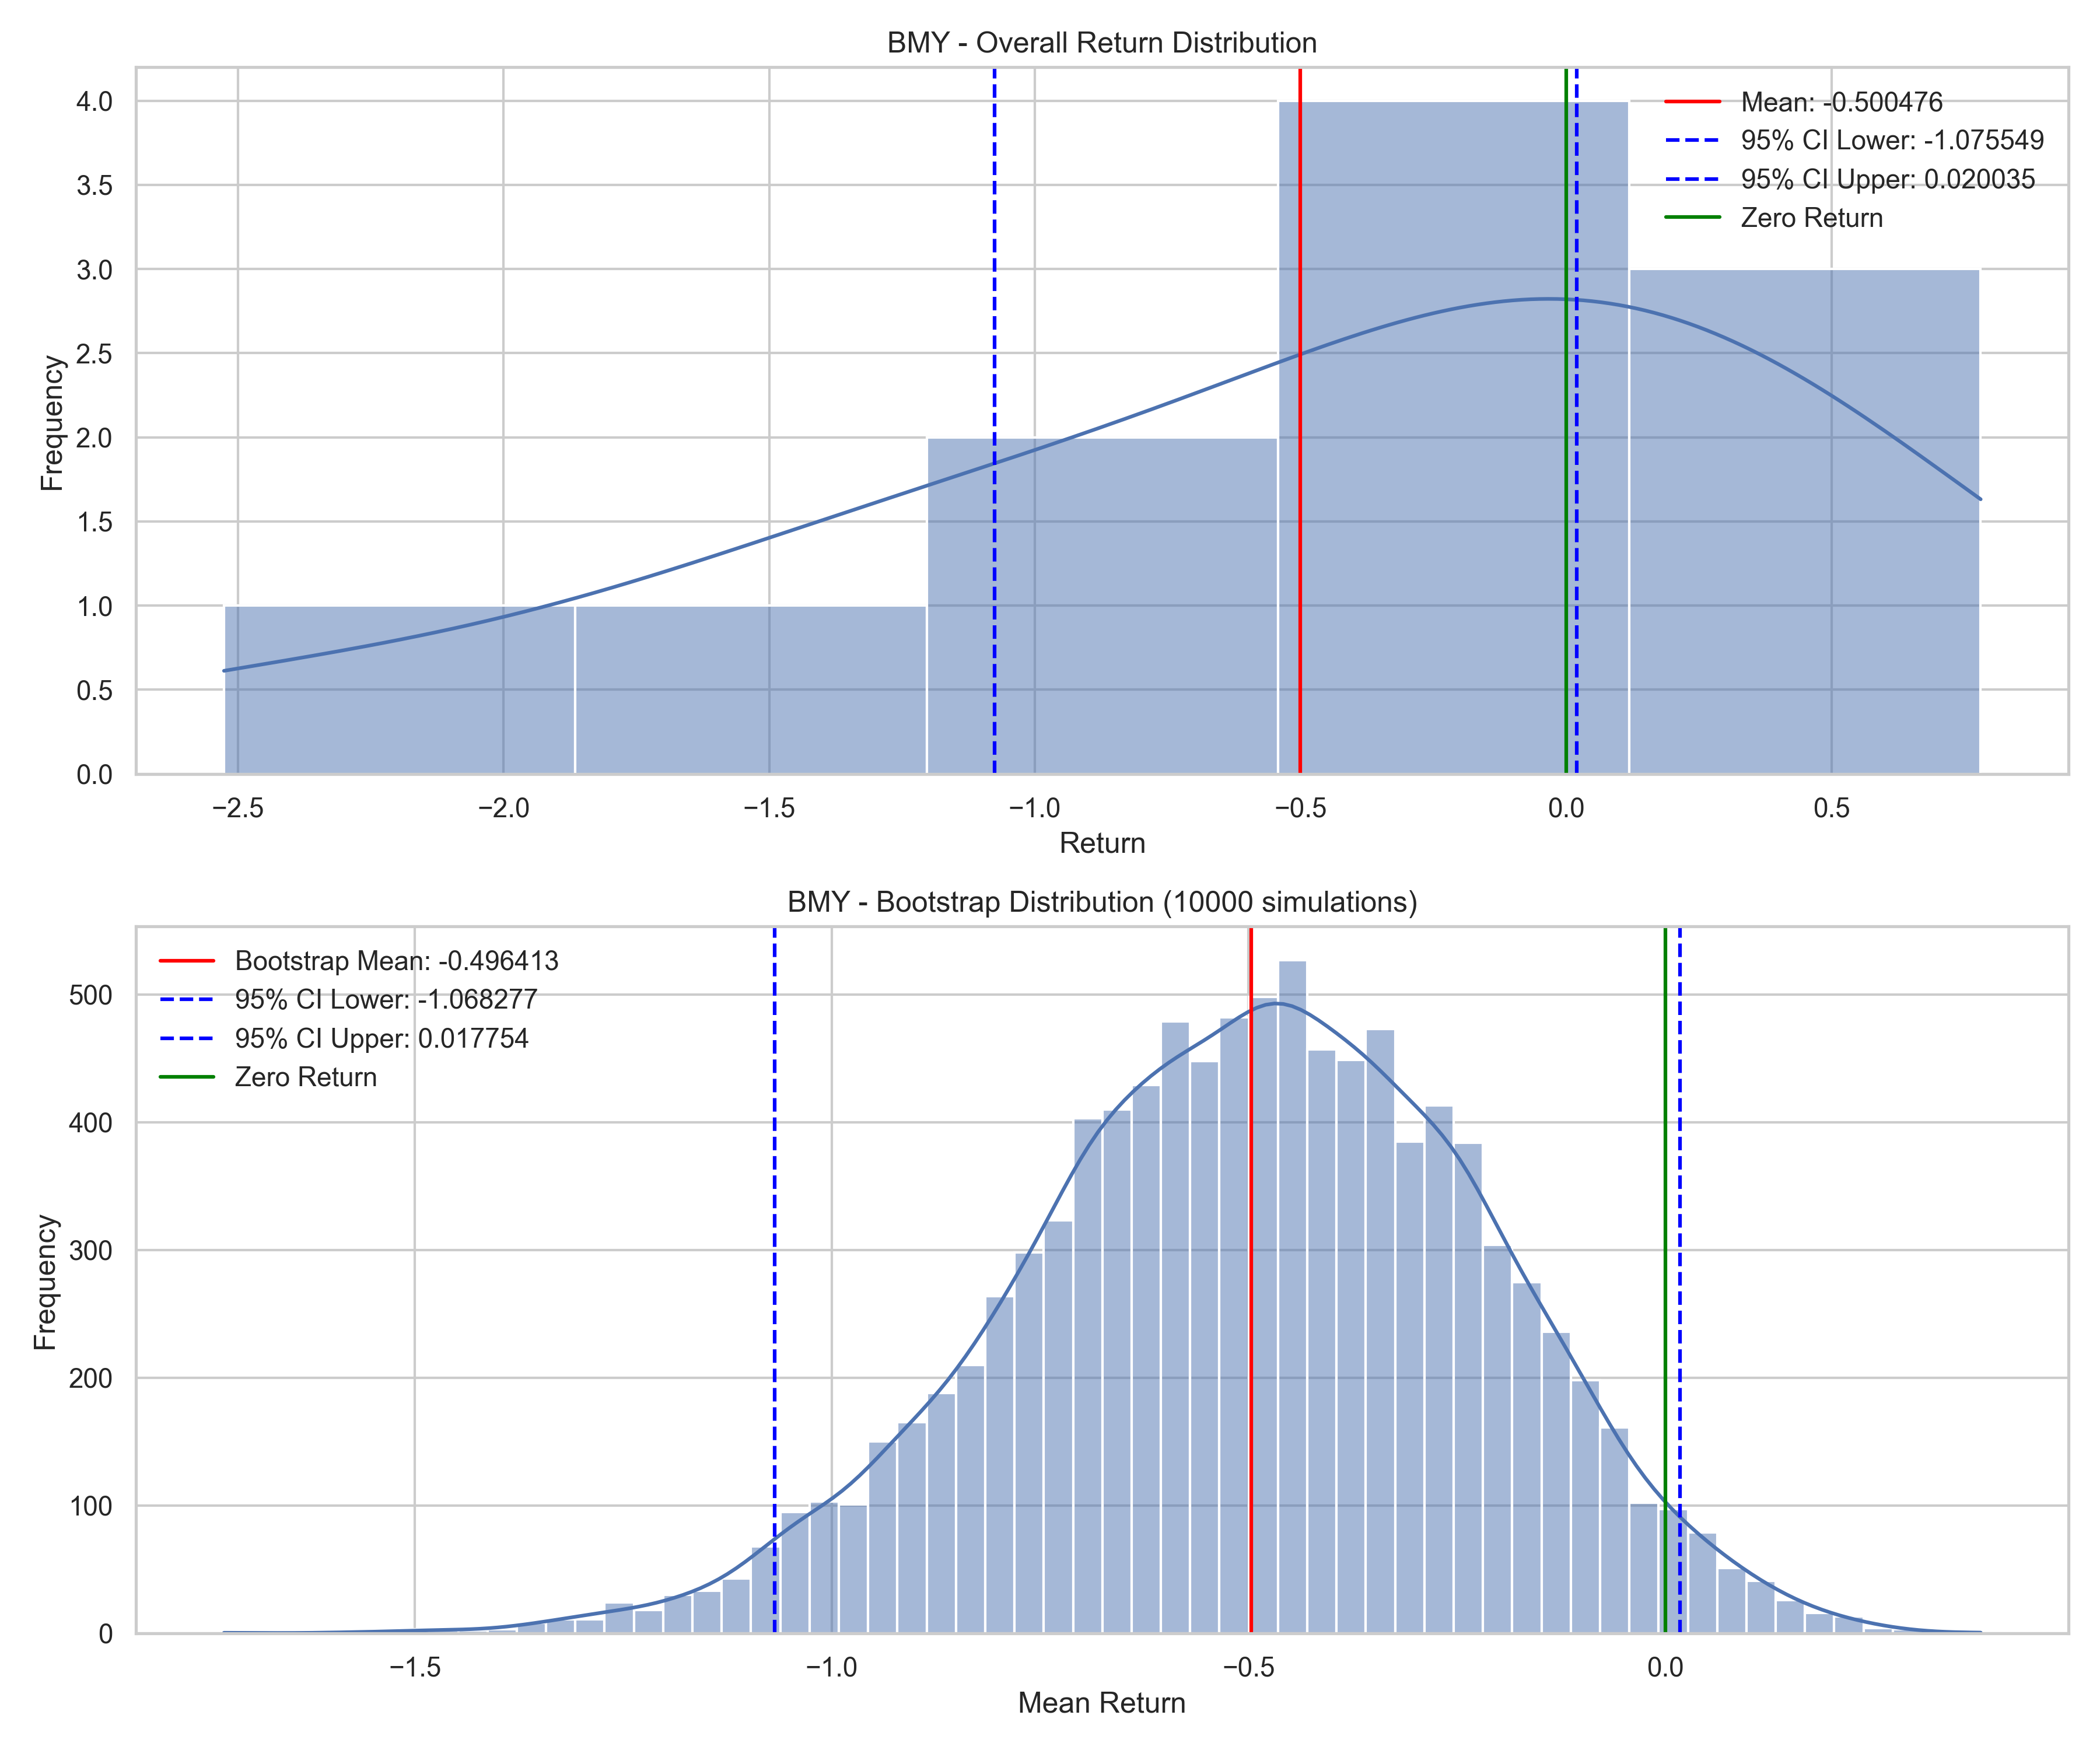 BMY - Overall Return Distribution
Mean: -0.500476
95% CI Lower: -1.075549
95% CI Upper: 0.020035
Zero Return
Frequency
4.0
3.5
3.0
2.5
2.0
1.5
1.0
0.5
0.0
−2.5 −2.0 −1.5 −1.0 −0.5 0.0 0.5
Return
BMY - Bootstrap Distribution (10000 simulations)
Bootstrap Mean: -0.496413
95% CI Lower: -1.068277
95% CI Upper: 0.017754
Zero Return
Frequency
500
400
300
200
100
0
−1.5 −1.0 −0.5 0.0
Mean Return